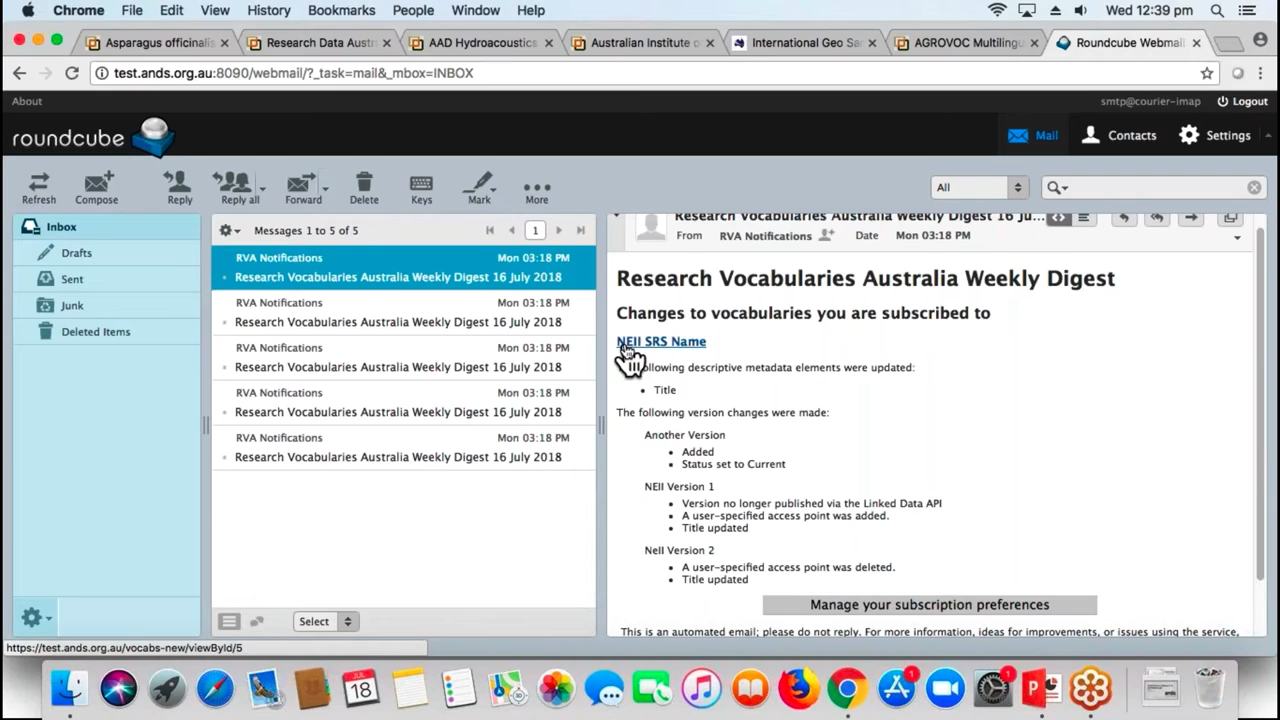 Chrome File Edit View History Bookmarks People Window Help Wed 12:39 pm
Asparagus officinalis Research Data Austr AAD Hydroacoustics Australian Institute o International Geo Sam AGROVOC Multilingu Roundcube Webmail
test.ands.org.au:8090/webmail/?_task=mail&_mbox=INBOX
About smtp@courier-imap Logout
roundcube Mail Contacts Settings
Refresh Compose Reply Reply all Forward Delete Keys Mark More All
Inbox
Drafts
Sent
Junk
Deleted Items
Messages 1 to 5 of 5 1
RVA Notifications Mon 03:18 PM
Research Vocabularies Australia Weekly Digest 16 July 2018
RVA Notifications Mon 03:18 PM
Research Vocabularies Australia Weekly Digest 16 July 2018
RVA Notifications Mon 03:18 PM
Research Vocabularies Australia Weekly Digest 16 July 2018
RVA Notifications Mon 03:18 PM
Research Vocabularies Australia Weekly Digest 16 July 2018
RVA Notifications Mon 03:18 PM
Research Vocabularies Australia Weekly Digest 16 July 2018
Select
Research Vocabularies Australia Weekly Digest 16 Ju...
From RVA Notifications Date Mon 03:18 PM
Research Vocabularies Australia Weekly Digest
Changes to vocabularies you are subscribed to
NEII SRS Name
following descriptive metadata elements were updated:
• Title
The following version changes were made:
Another Version
• Added
• Status set to Current
NEII Version 1
• Version no longer published via the Linked Data API
• A user-specified access point was added.
• Title updated
NeII Version 2
• A user-specified access point was deleted.
• Title updated
Manage your subscription preferences
This is an automated email; please do not reply. For more information, ideas for improvements, or issues using the service,
https://test.ands.org.au/vocabs-new/viewById/5
JUL
18
1
1